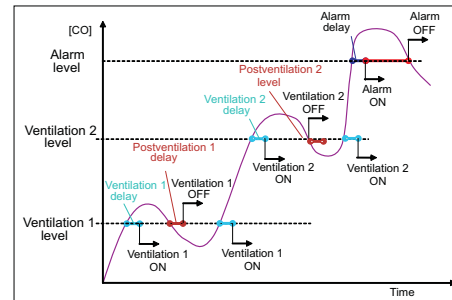 [CO]
Alarm
level
Alarm
delay
Alarm
OFF
Alarm
ON
Postventilation 2
level
Ventilation 2
delay
Ventilation 2
OFF
Ventilation 2
level
Postventilation 1
delay
Ventilation 2
ON
Ventilation 2
ON
Ventilation 1
delay
Ventilation 1
OFF
Ventilation 1
level
Ventilation 1
ON
Ventilation 1
ON
Time